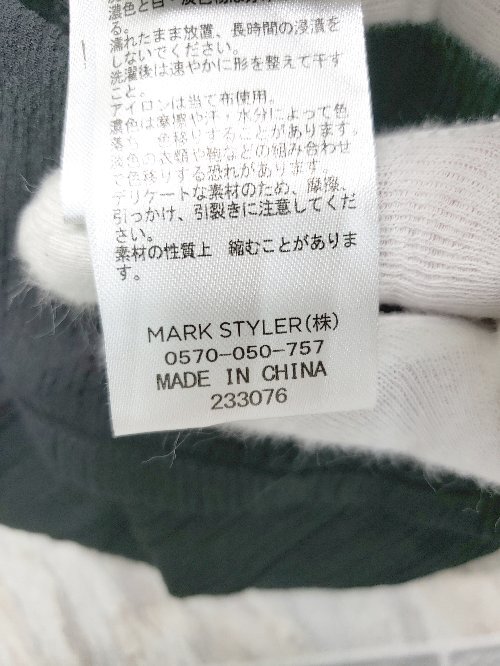 る。
濡れたまま放置、長時間の浸漬を
しないでください。
洗濯後は速やかに形を整えて干す
こと。
アイロンは当て布使用。
濃色は摩擦や汗・水分によって色
落ち、色移りすることがあります。
淡色の衣類や鞄などの組み合わせ
で色移する恐れがあります。
デリケートな素材のため、摩擦、
引っかけ、引裂きに注意してくだ
さい。
素材の性質上 縮むことがありま
す。
MARK STYLER(株)
0570-050-757
MADE IN CHINA
233076